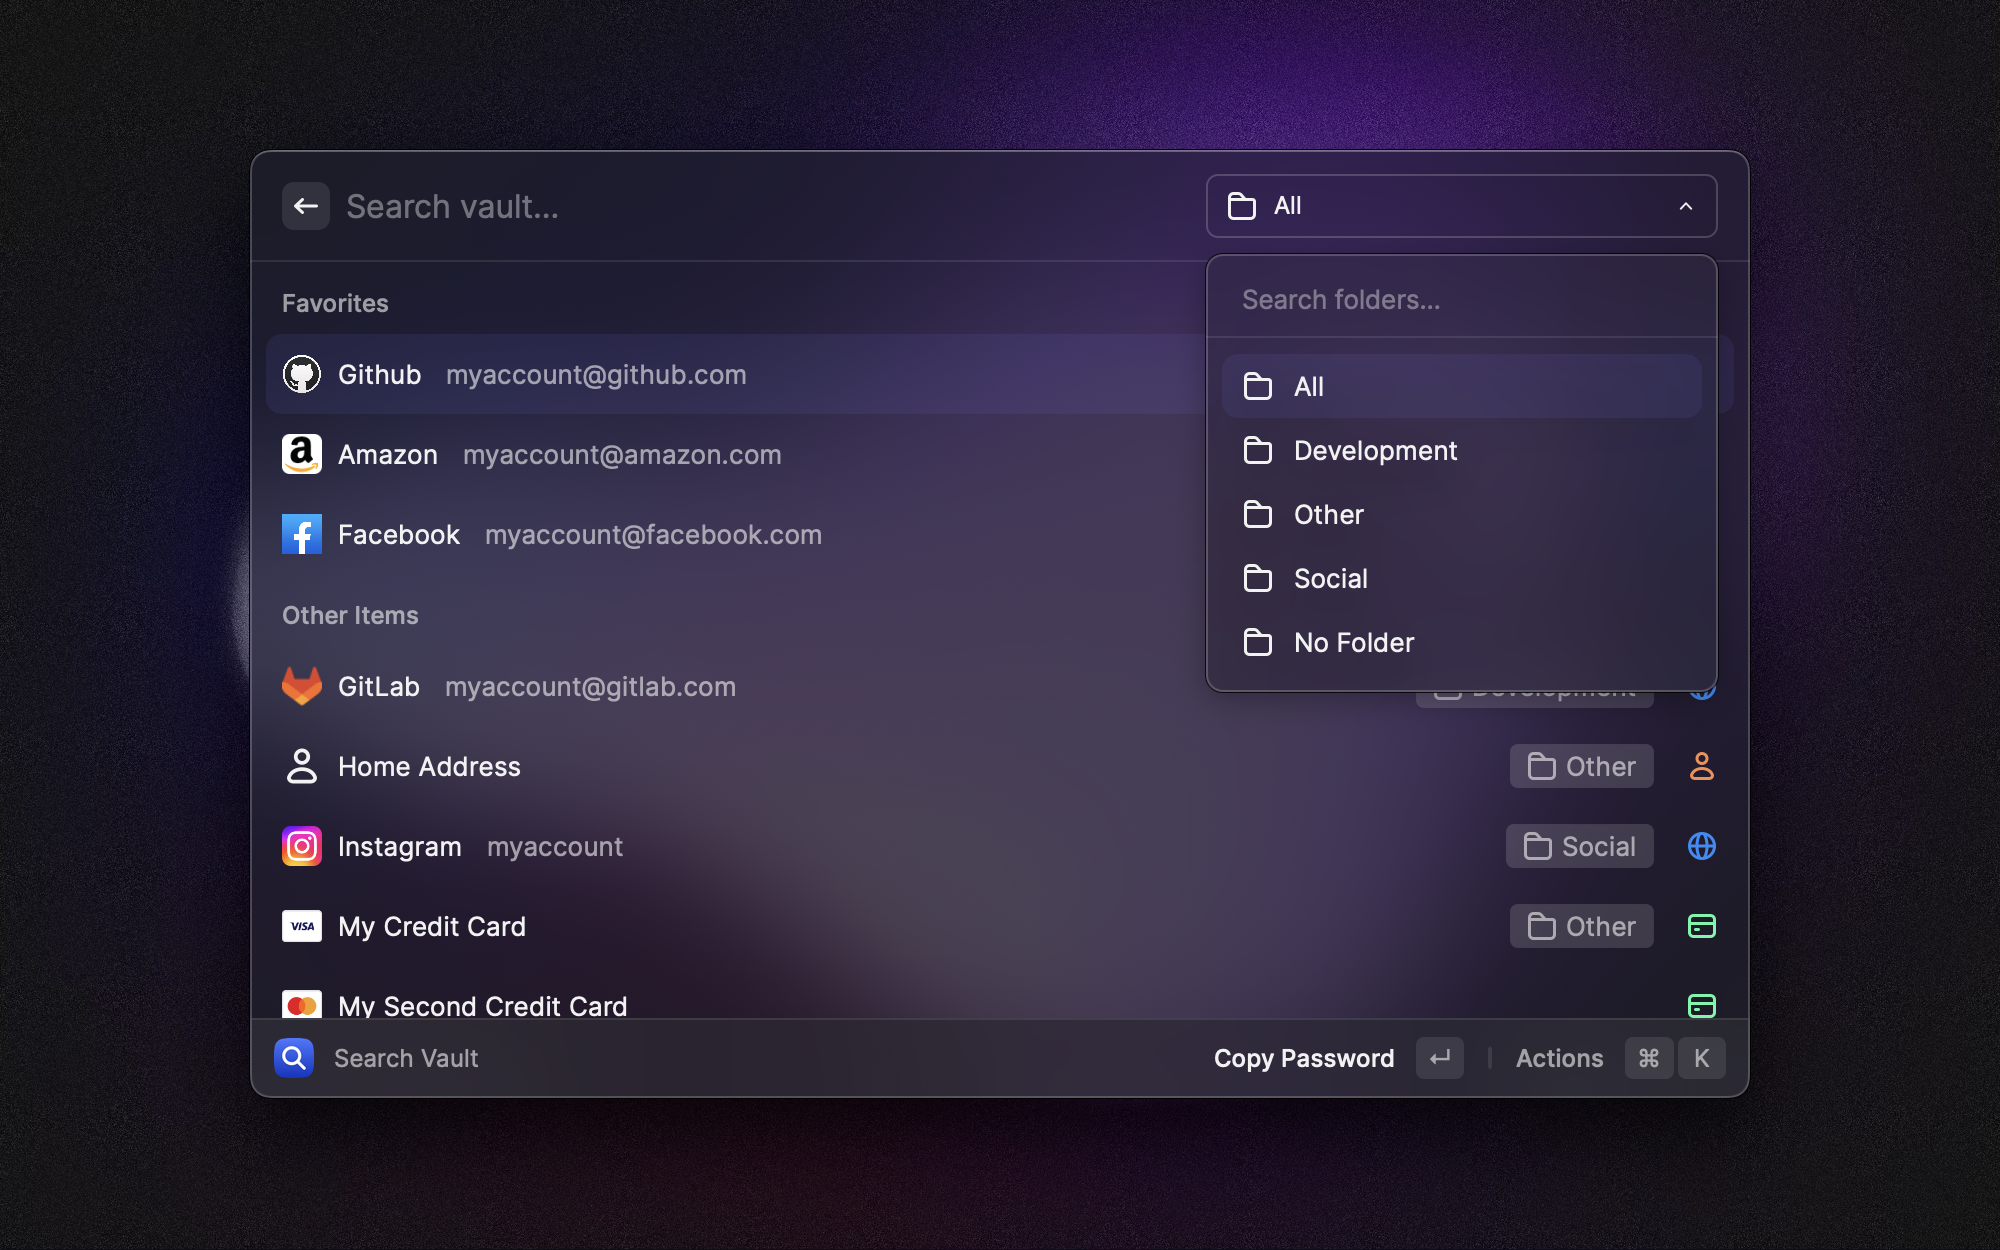 Search vault...
All
Search folders...
All
Development
Other
Social
No Folder
Favorites
Github myaccount@github.com
Amazon myaccount@amazon.com
Facebook myaccount@facebook.com
Other Items
GitLab myaccount@gitlab.com Development
Home Address Other
Instagram myaccount Social
VISA My Credit Card Other
My Second Credit Card
Search Vault Copy Password ↵ Actions ⌘ K